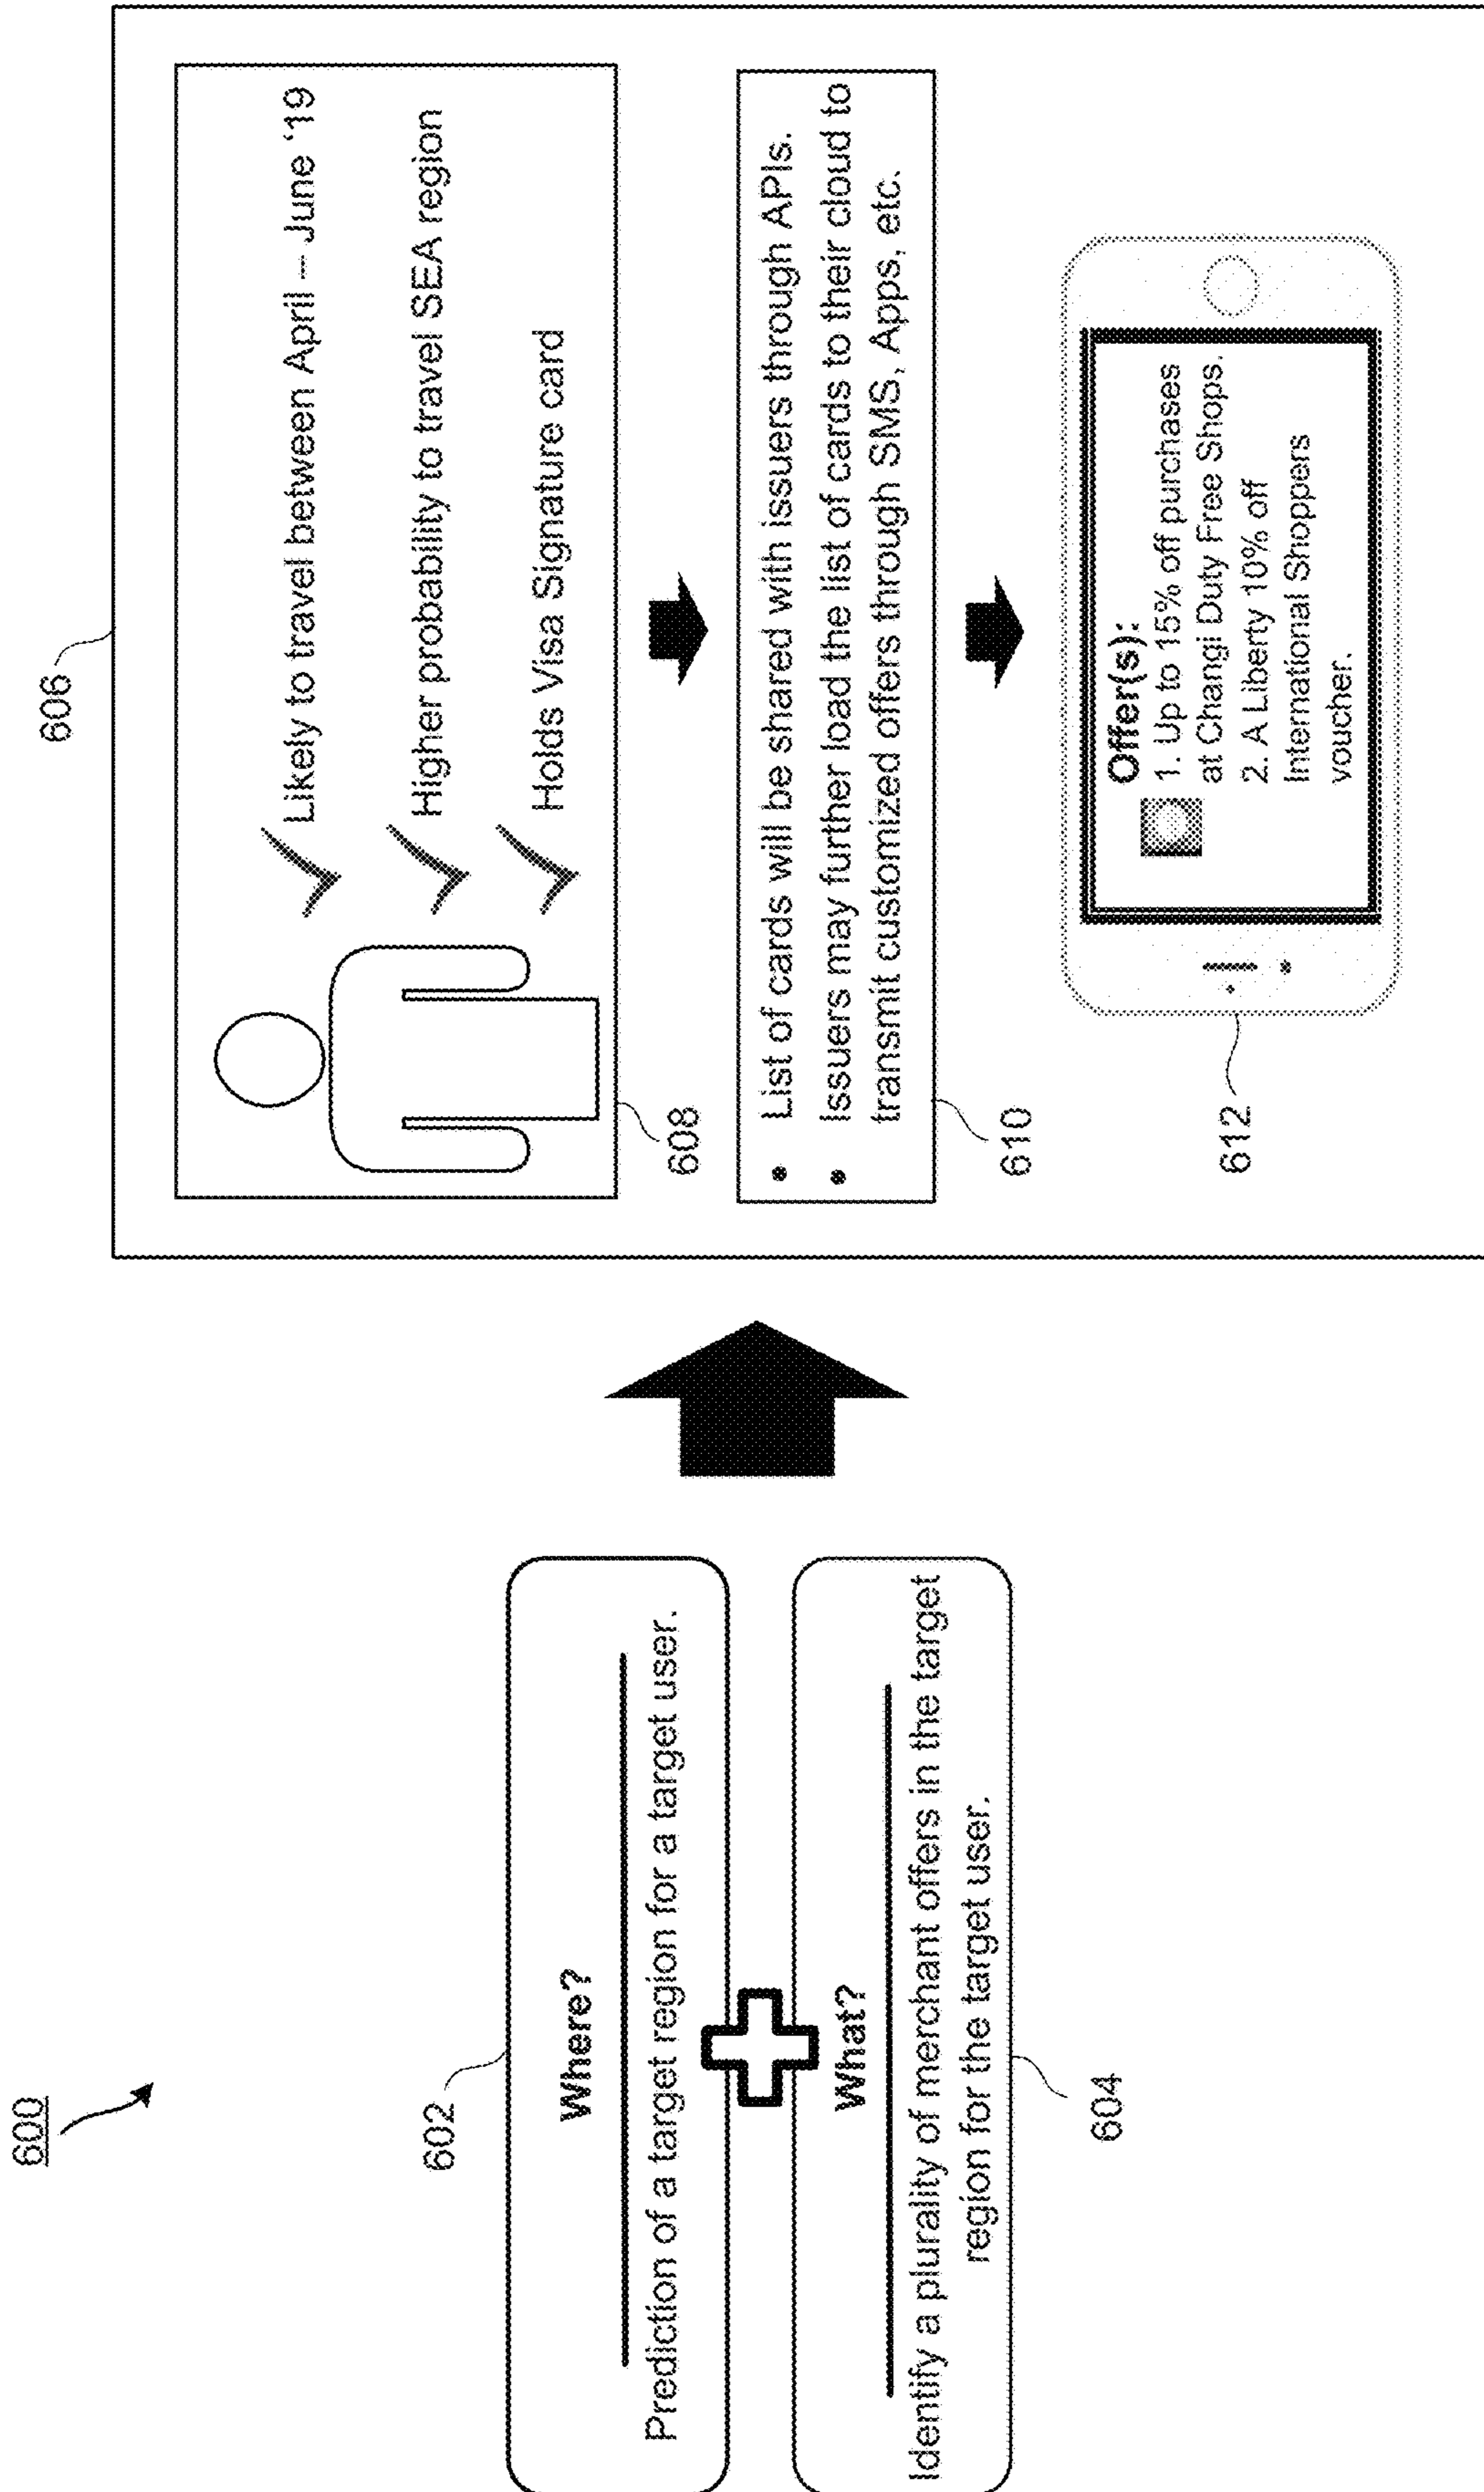 600
602
Where?
Prediction of a target region for a target user.
What?
Identify a plurality of merchant offers in the target
region for the target user.
604
606
Likely to travel between April – June ‘19
Higher probability to travel SEA region
Holds Visa Signature card
608
• List of cards will be shared with issuers through APIs.
• Issuers may further load the list of cards to their cloud to
transmit customized offers through SMS, Apps, etc.
610
Offer(s):
1. Up to 15% off purchases
at Changi Duty Free Shops.
2. A Liberty 10% off
International Shoppers
voucher.
612